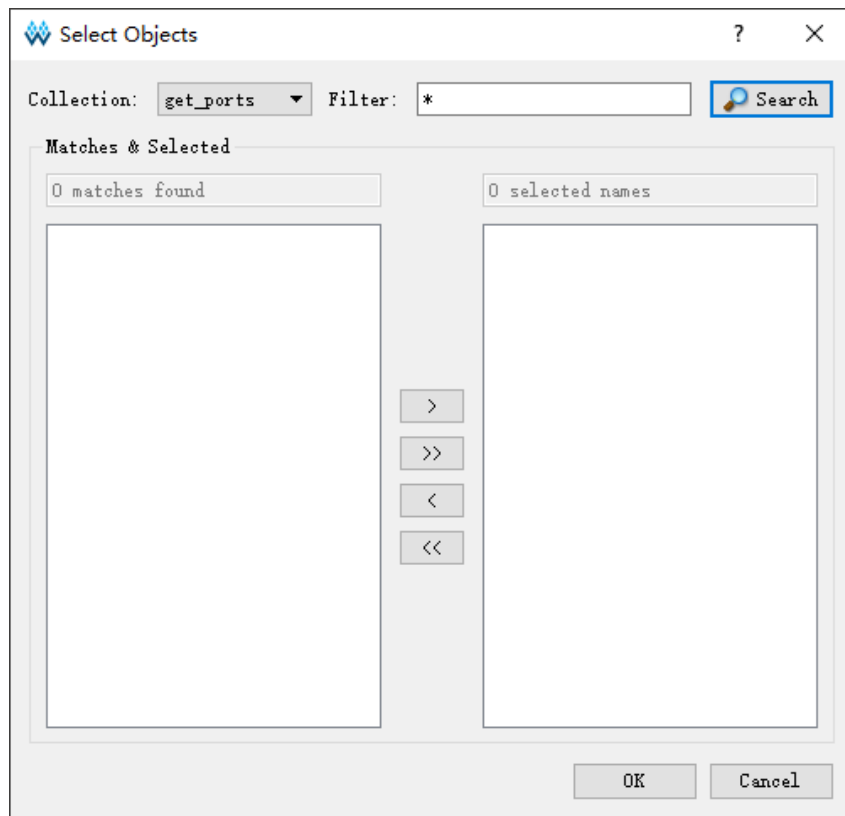 Select Objects ?
Collection: get_ports Filter: * Search
Matches & Selected
0 matches found 0 selected names
>
>>
<
<<
OK Cancel